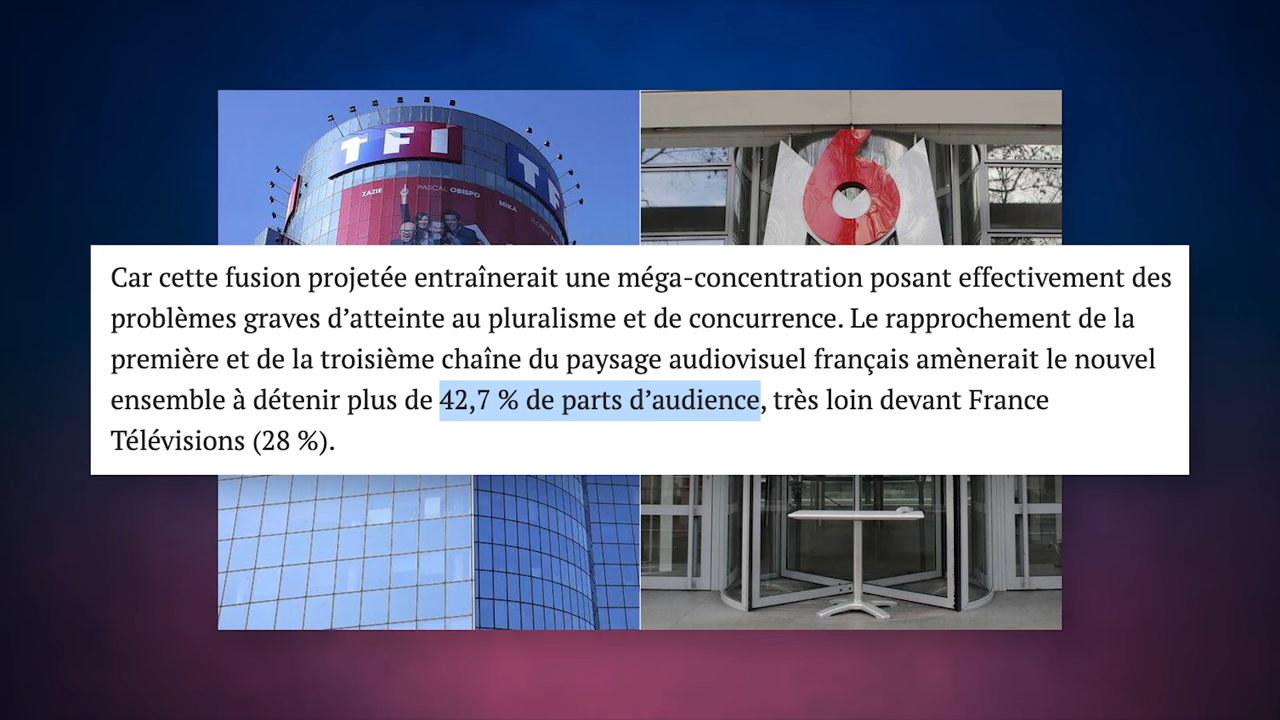 TF1
TF
ZAZIE
PASCAL OBISPO
MIKA
6
Car cette fusion projetée entraînerait une méga-concentration posant effectivement des
problèmes graves d’atteinte au pluralisme et de concurrence. Le rapprochement de la
première et de la troisième chaîne du paysage audiovisuel français amènerait le nouvel
ensemble à détenir plus de 42,7 % de parts d’audience, très loin devant France
Télévisions (28 %).